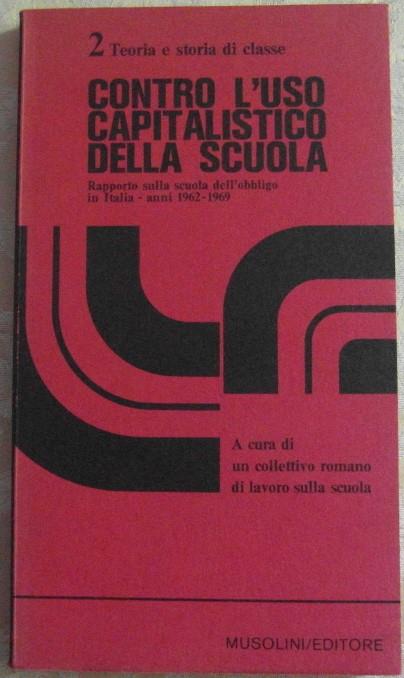 2 Teoria e storia di classe
CONTRO L'USO
CAPITALISTICO
DELLA SCUOLA
Rapporto sulla scuola dell'obbligo
in Italia - anni 1962-1969
A cura di
un collettivo romano
di lavoro sulla scuola
MUSOLINI/EDITORE